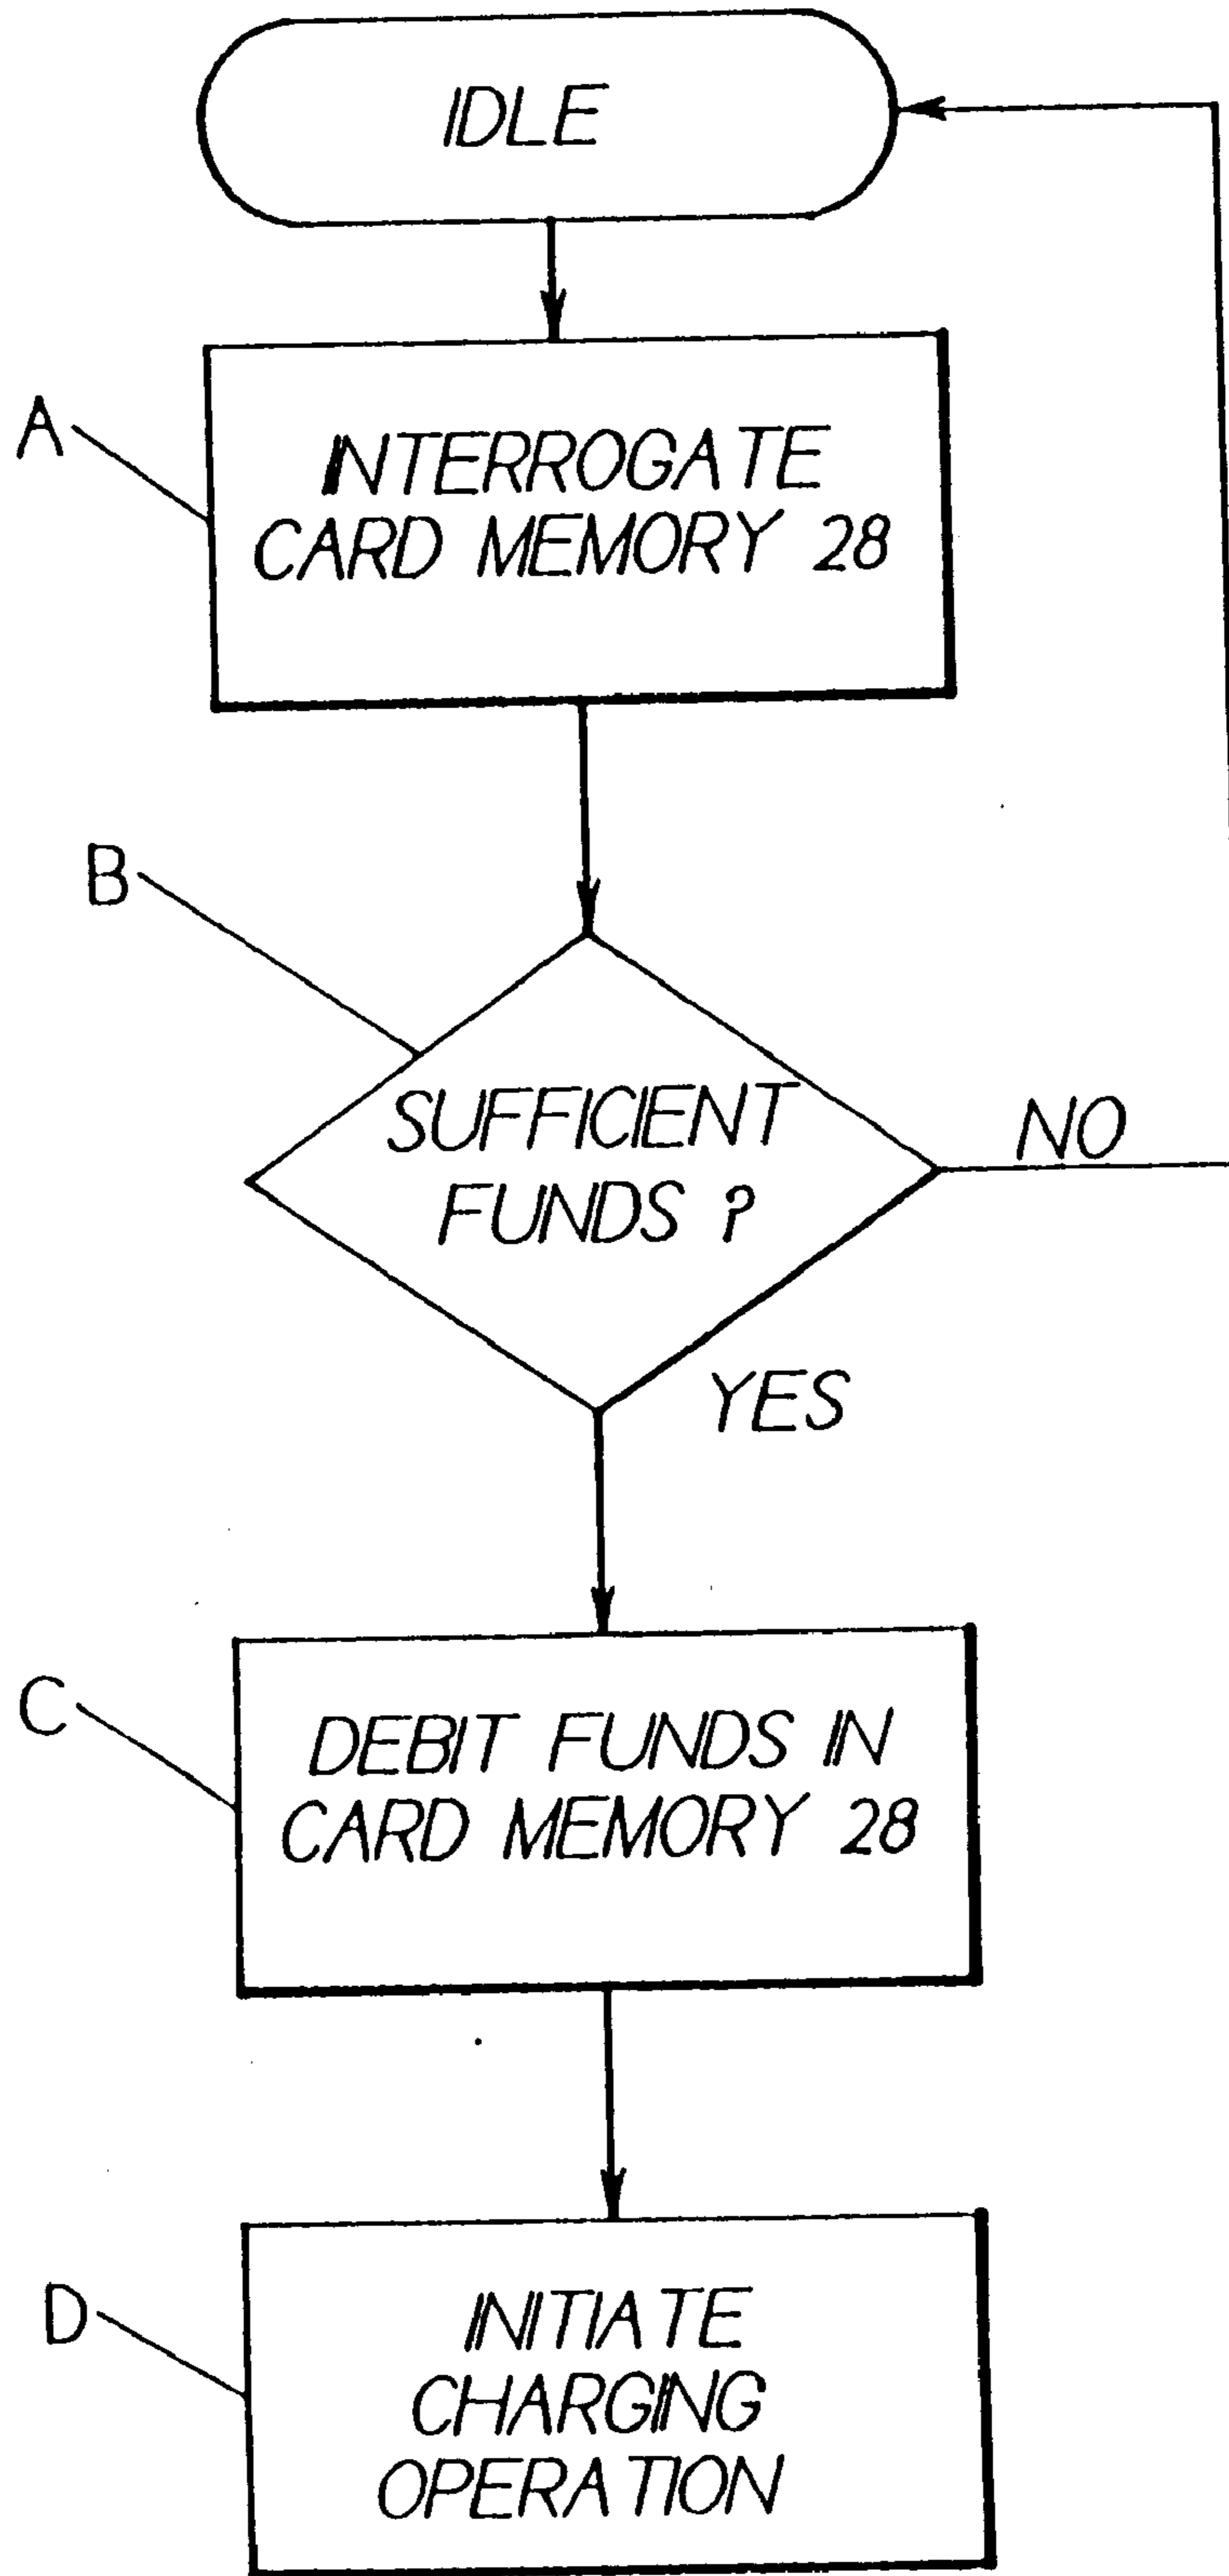 IDLE
A
INTERROGATE
CARD MEMORY 28
B
SUFFICIENT
FUNDS ?
NO
YES
C
DEBIT FUNDS IN
CARD MEMORY 28
D
INITIATE
CHARGING
OPERATION